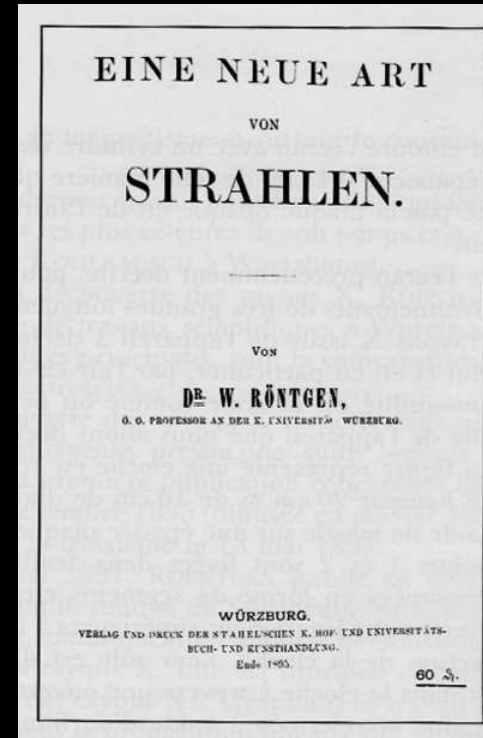 EINE NEUE ART
VON
STRAHLEN.
VON
DR. W. RÖNTGEN,
Ö. O. PROFESSOR AN DER K. UNIVERSITÄT WÜRZBURG.
WÜRZBURG.
VERLAG UND DRUCK DER STAHEL'SCHEN K. HOF- UND UNIVERSITÄTS-
BUCH- UND KUNSTHANDLUNG.
Ende 1895.
60 ₰.